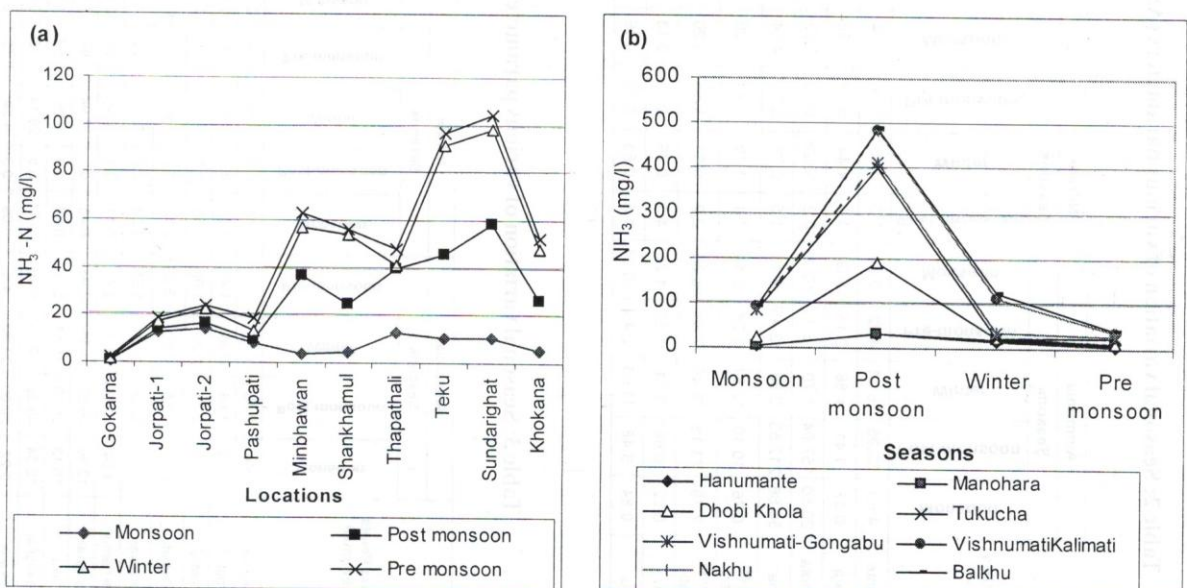 (a)
120
100
80
60
40
20
0
NH₃-N (mg/l)
Gokarna
Jorpati-1
Jorpati-2
Pashupati
Minbhawan
Shankhamul
Thapathali
Teku
Sundarighat
Khokana
Locations
Monsoon
Post monsoon
Winter
Pre monsoon
(b)
600
500
400
300
200
100
0
NH₃ (mg/l)
Monsoon
Post monsoon
Winter
Pre monsoon
Seasons
Hanumante
Manohara
Dhobi Khola
Tukucha
Vishnumati-Gongabu
VishnumatiKalimati
Nakhu
Balkhu